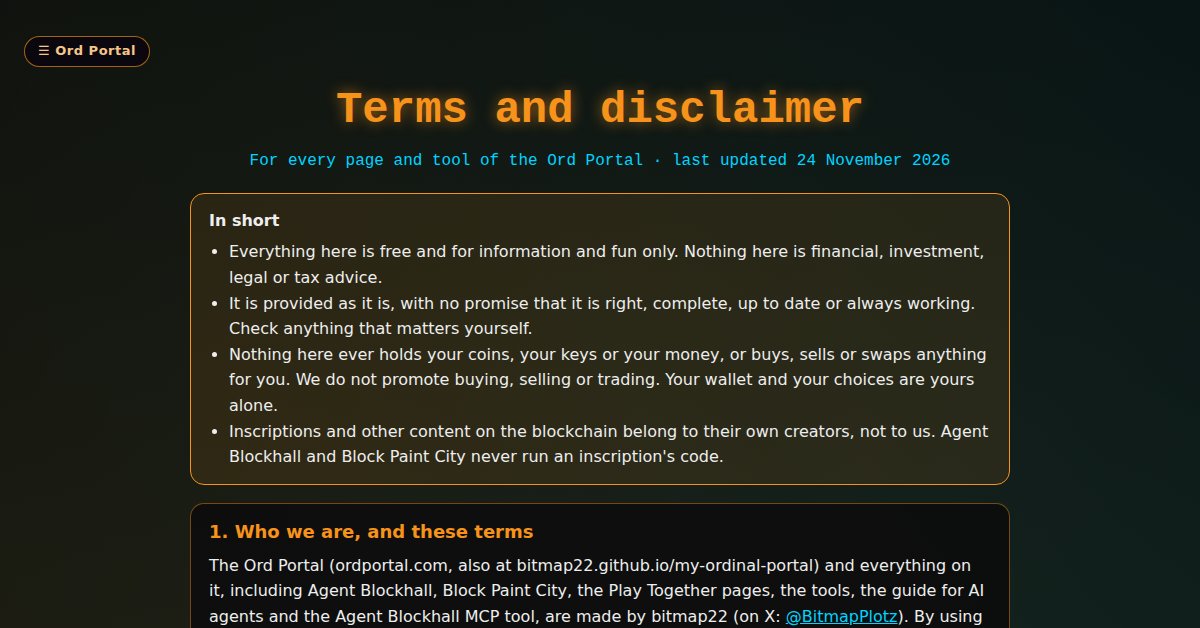 ☰ Ord Portal
Terms and disclaimer
For every page and tool of the Ord Portal · last updated 24 November 2026
In short
• Everything here is free and for information and fun only. Nothing here is financial, investment,
legal or tax advice.
• It is provided as it is, with no promise that it is right, complete, up to date or always working.
Check anything that matters yourself.
• Nothing here ever holds your coins, your keys or your money, or buys, sells or swaps anything
for you. We do not promote buying, selling or trading. Your wallet and your choices are yours
alone.
• Inscriptions and other content on the blockchain belong to their own creators, not to us. Agent
Blockhall and Block Paint City never run an inscription's code.
1. Who we are, and these terms
The Ord Portal (ordportal.com, also at bitmap22.github.io/my-ordinal-portal) and everything on
it, including Agent Blockhall, Block Paint City, the Play Together pages, the tools, the guide for AI
agents and the Agent Blockhall MCP tool, are made by bitmap22 (on X: @BitmapPlotz). By using